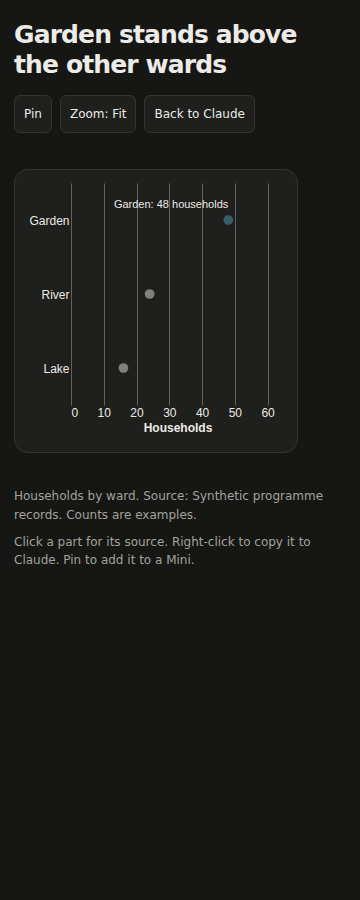 Garden stands above
the other wards
Pin
Zoom: Fit
Back to Claude
Garden: 48 households
Garden
River
Lake
0 10 20 30 40 50 60
Households
Households by ward. Source: Synthetic programme
records. Counts are examples.
Click a part for its source. Right-click to copy it to
Claude. Pin to add it to a Mini.